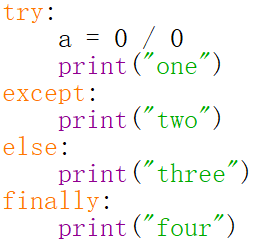 try:
    a = 0 / 0
    print("one")
except:
    print("two")
else:
    print("three")
finally:
    print("four")